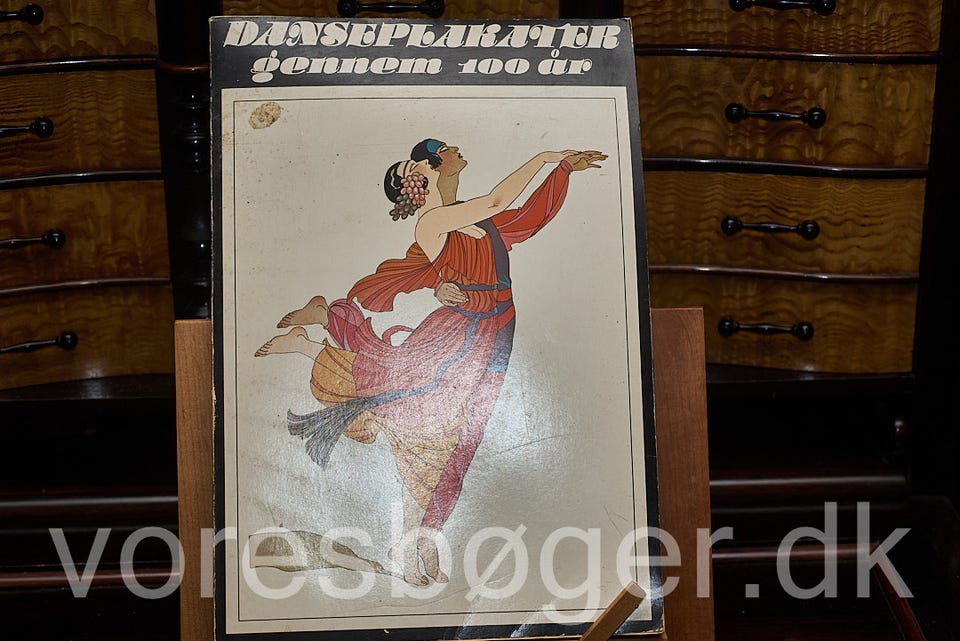 DANSEPLAKATER
gennem 100 år
voresbøger.dk